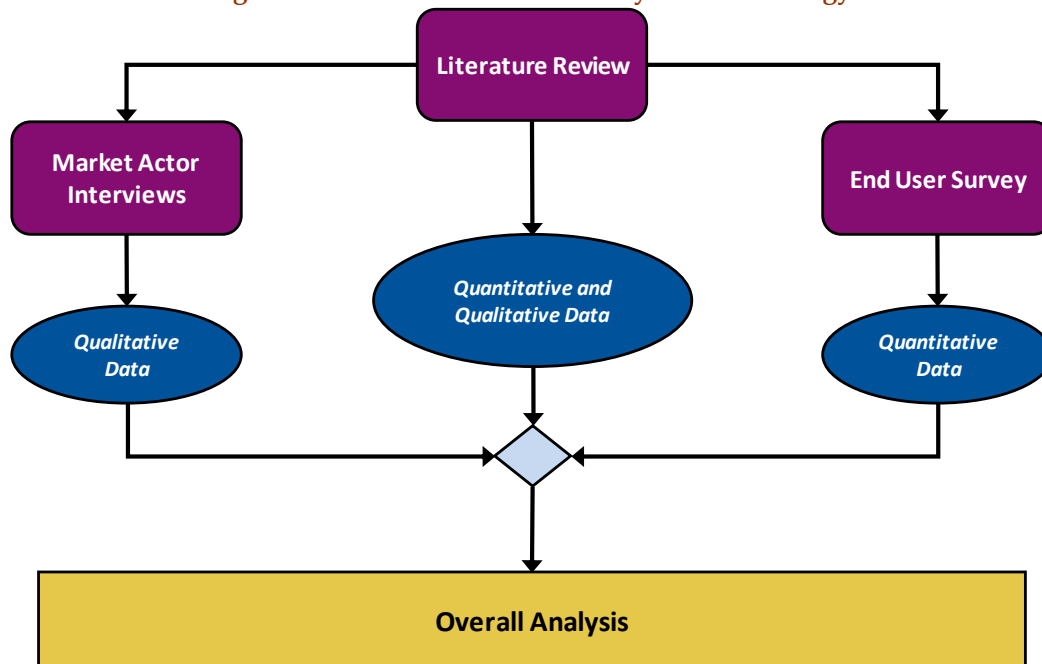 Literature Review
Market Actor
Interviews
End User Survey
Quantitative and
Qualitative Data
Qualitative
Data
Quantitative
Data
Overall Analysis